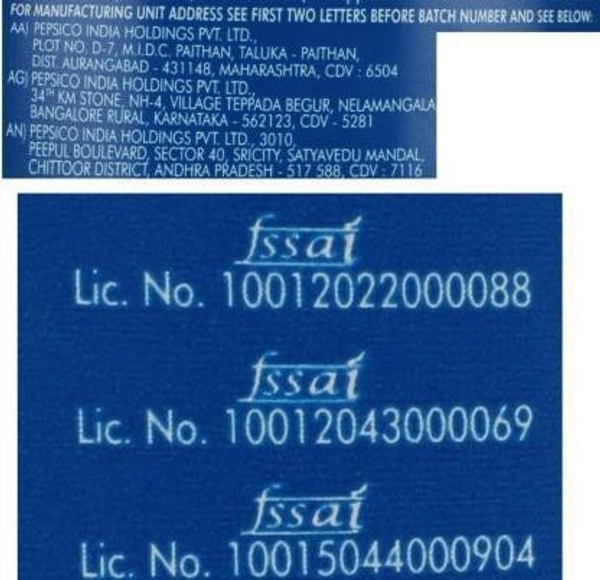 FOR MANUFACTURING UNIT ADDRESS SEE FIRST TWO LETTERS BEFORE BATCH NUMBER AND SEE BELOW:
AA) PEPSICO INDIA HOLDINGS PVT. LTD.,
PLOT NO. D-7, M.I.D.C. PAITHAN, TALUKA - PAITHAN,
DIST. AURANGABAD - 431148, MAHARASHTRA, CDV : 6504
AG) PEPSICO INDIA HOLDINGS PVT. LTD.,
34TH KM STONE, NH-4, VILLAGE TEPPADA BEGUR, NELAMANGALA
BANGALORE RURAL, KARNATAKA - 562123, CDV - 5281
AN) PEPSICO INDIA HOLDINGS PVT. LTD., 3010,
PEEPUL BOULEVARD, SECTOR 40, SRICITY, SATYAVEDU MANDAL,
CHITTOOR DISTRICT, ANDHRA PRADESH - 517 588, CDV : 7116
fssai
Lic. No. 10012022000088
fssai
Lic. No. 10012043000069
fssai
Lic. No. 10015044000904